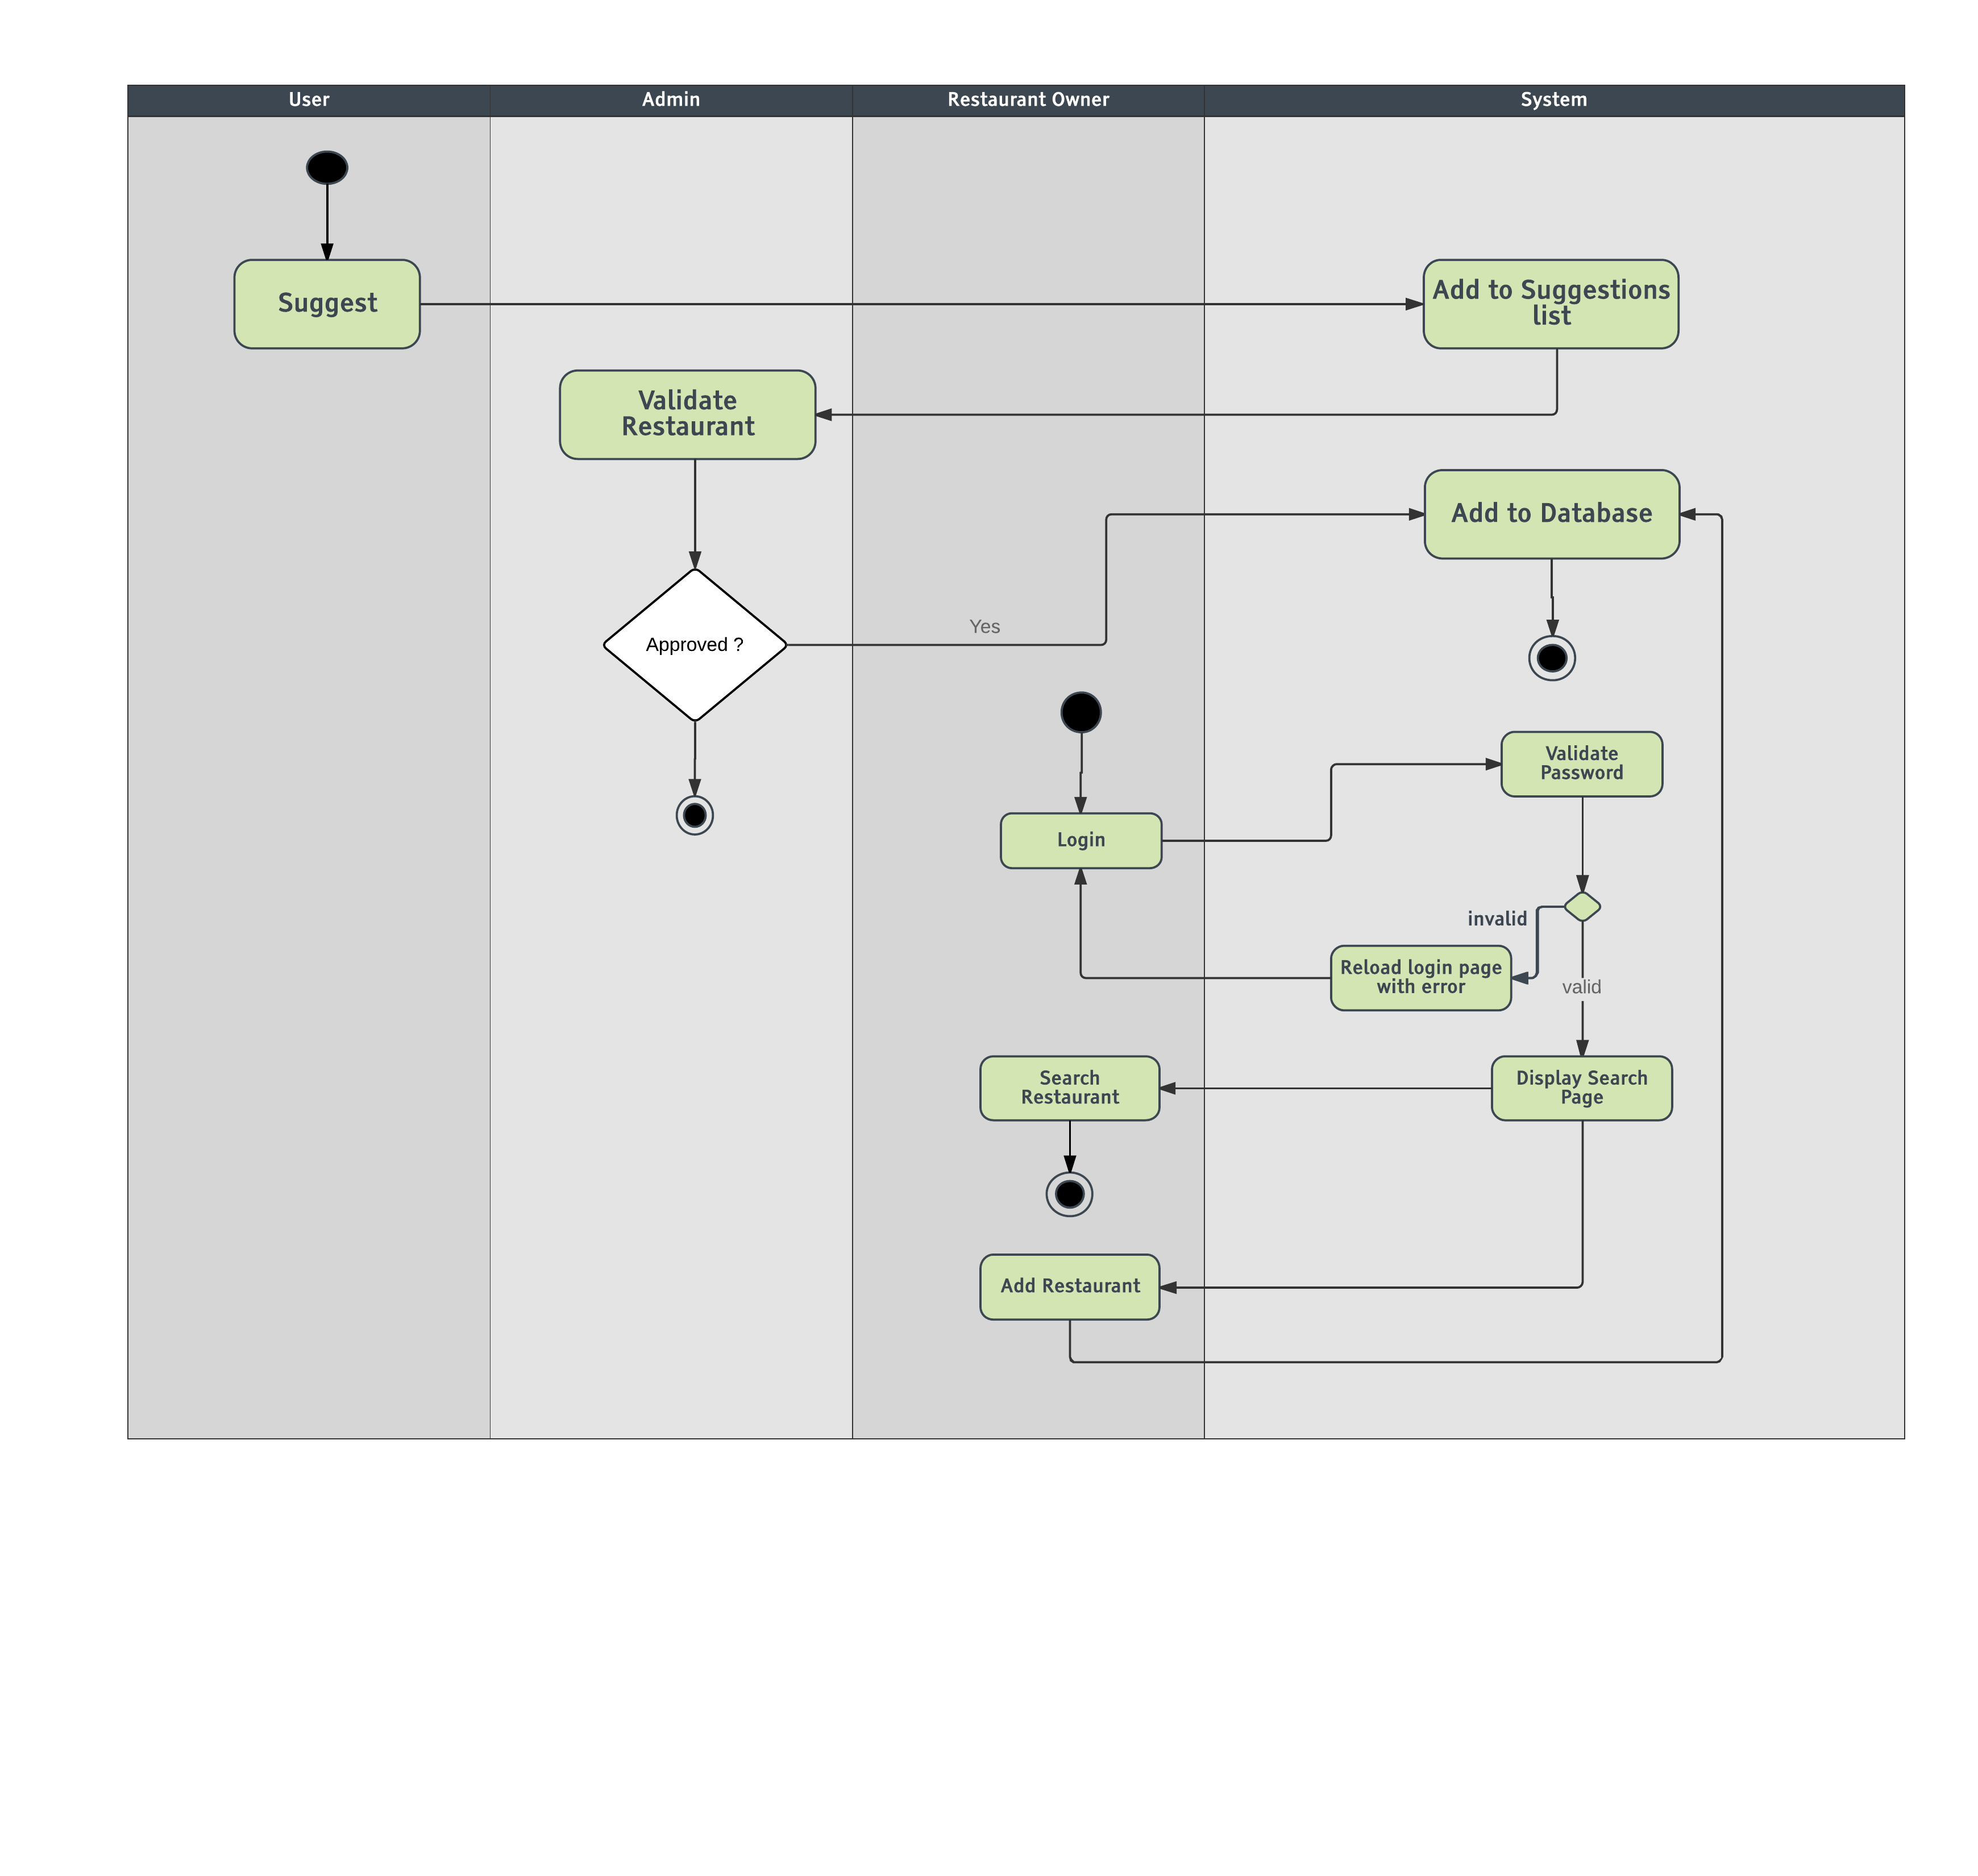 User
Admin
Restaurant Owner
System
Suggest
Add to Suggestions
list
Validate
Restaurant
Add to Database
Yes
Approved ?
Validate
Password
Login
invalid
Reload login page
with error
valid
Search
Restaurant
Display Search
Page
Add Restaurant